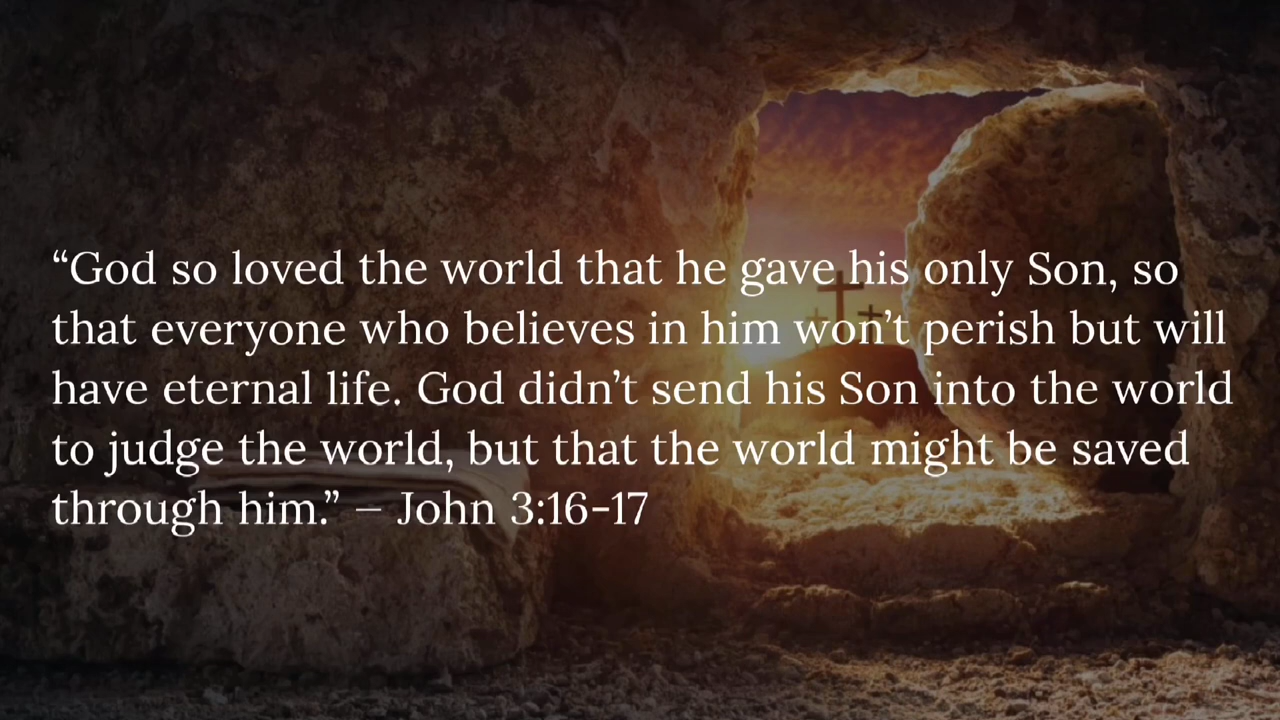 “God so loved the world that he gave his only Son, so
that everyone who believes in him won’t perish but will
have eternal life. God didn’t send his Son into the world
to judge the world, but that the world might be saved
through him.” – John 3:16-17